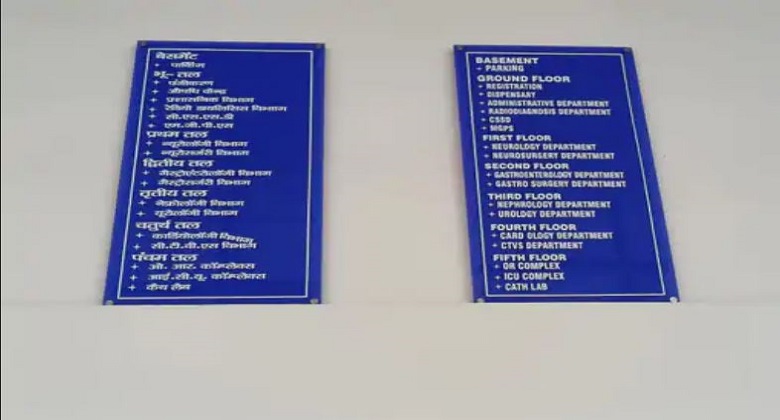 बेसमेंट
+ पार्किंग
भू- तल
+ पंजीकरण
+ औषधि केन्द्र
+ प्रशासनिक विभाग
+ रेडियो डायग्नोसिस विभाग
+ सी.एस.एस.डी
+ एम.जी.पी.एस
प्रथम तल
+ न्यूरोलॉजी विभाग
+ न्यूरोसर्जरी विभाग
द्वितीय तल
+ गैस्ट्रोएंटरोलॉजी विभाग
+ गैस्ट्रोसर्जरी विभाग
तृतीय तल
+ नेफ्रोलॉजी विभाग
+ यूरोलॉजी विभाग
चतुर्थ तल
+ कार्डियोलॉजी विभाग
+ सी.टी.वी.एस विभाग
पंचम तल
+ ओ. आर. कॉम्प्लेक्स
+ आई.सी.यू. कॉम्प्लेक्स
+ कैथ लैब
BASEMENT
+ PARKING
GROUND FLOOR
+ REGISTRATION
+ DISPENSARY
+ ADMINISTRATIVE DEPARTMENT
+ RADIODIAGNOSIS DEPARTMENT
+ CSSD
+ MGPS
FIRST FLOOR
+ NEUROLOGY DEPARTMENT
+ NEUROSURGERY DEPARTMENT
SECOND FLOOR
+ GASTROENTEROLOGY DEPARTMENT
+ GASTRO SURGERY DEPARTMENT
THIRD FLOOR
+ NEPHROLOGY DEPARTMENT
+ UROLOGY DEPARTMENT
FOURTH FLOOR
+ CARD OLOGY DEPARTMENT
+ CTVS DEPARTMENT
FIFTH FLOOR
+ OR COMPLEX
+ ICU COMPLEX
+ CATH LAB